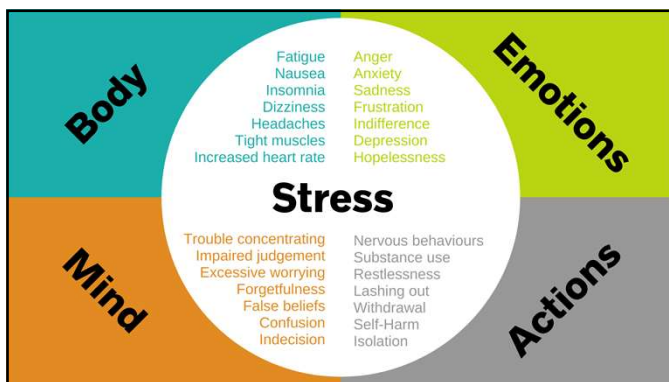 Body
Fatigue
Nausea
Insomnia
Dizziness
Headaches
Tight muscles
Increased heart rate
Emotions
Anger
Anxiety
Sadness
Frustration
Indifference
Depression
Hopelessness
Stress
Mind
Trouble concentrating
Impaired judgement
Excessive worrying
Forgetfulness
False beliefs
Confusion
Indecision
Actions
Nervous behaviours
Substance use
Restlessness
Lashing out
Withdrawal
Self-Harm
Isolation